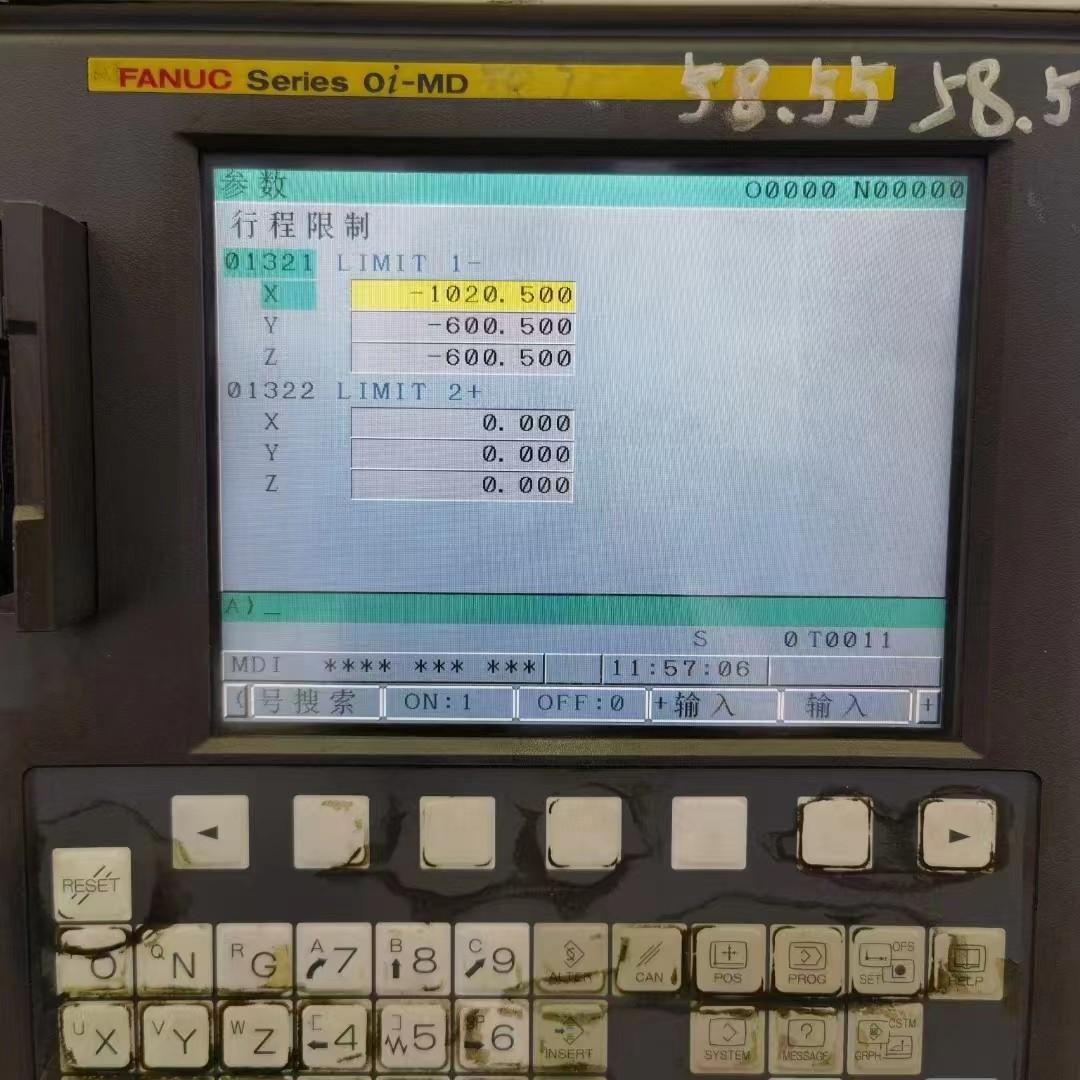 FANUC Series 0i-MD 58.55 58.5
参数 O0000 N00000
行程限制
01321 LIMIT 1-
X -1020.500
Y -600.500
Z -600.500
01322 LIMIT 2+
X 0.000
Y 0.000
Z 0.000
A)_
S 0 T0011
MDI **** *** *** 11:57:06
(号搜索 ON:1 OFF:0 +输入 输入 +
RESET
O Q N R G A 7 B 8 C 9 ALTER CAN POS PROG OFS SET HELP
U X V Y W Z [ 4 ] 5 SP 6 INSERT SYSTEM MESSAGE CSTM GRPH